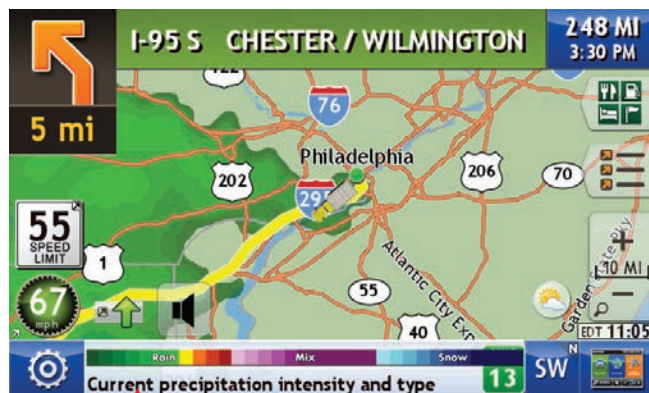 I-95 S CHESTER / WILMINGTON
248 MI
3:30 PM
5 mi
122
76
Philadelphia
202
295
206
70
55
SPEED
LIMIT
1
Atlantic City Exp
Garden State Pky
+
10 MI
-
67
mph
55
40
EDT 11:05
Rain Mix Snow
Current precipitation intensity and type
13
SW
N